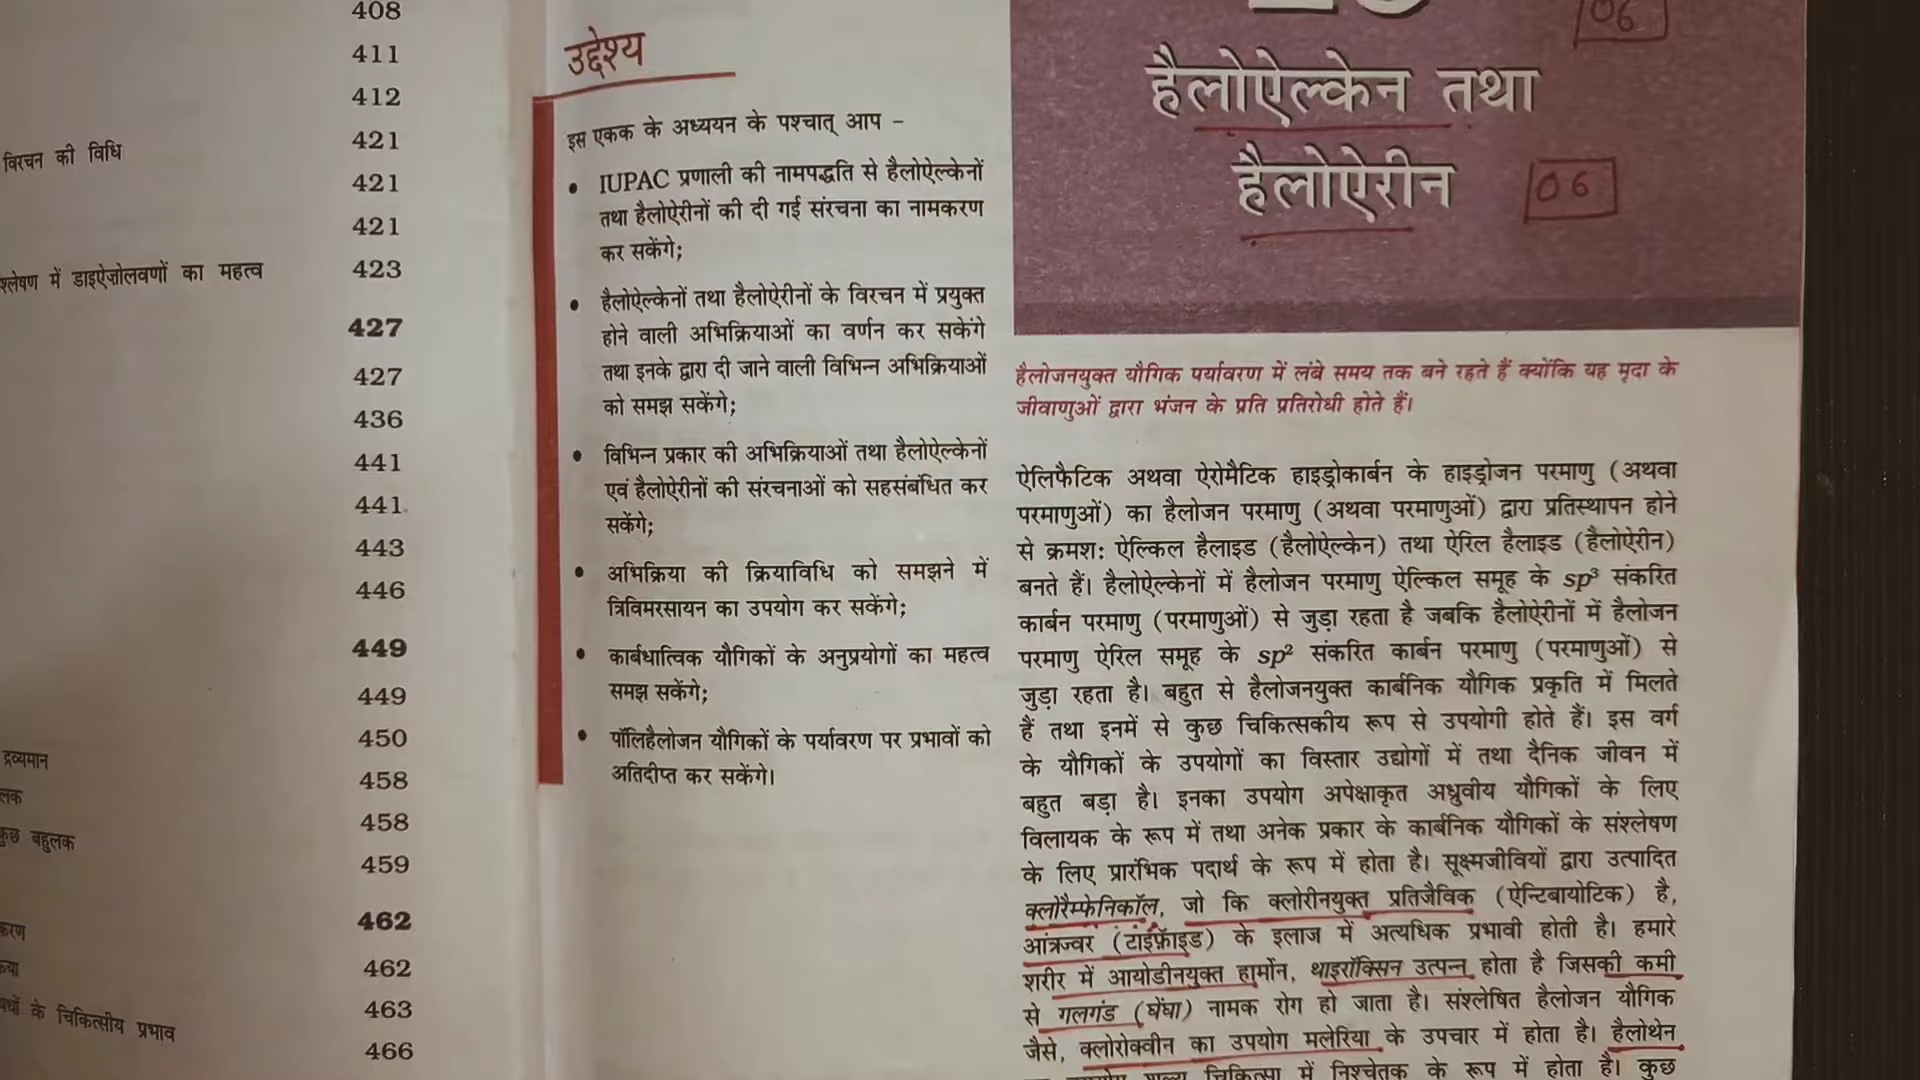 408
411
412
विरचन की विधि 421
421
421
श्लेषण में डाइऐज़ोलवणों का महत्व 423
427
427
436
441
441
443
446
449
449
450
द्रव्यमान 458
लक 458
कुछ बहुलक 459
462
करण 462
463
के चिकित्सीय प्रभाव 466
उद्देश्य
इस एकक के अध्ययन के पश्चात् आप –
• IUPAC प्रणाली की नामपद्धति से हैलोऐल्केनों
तथा हैलोऐरीनों की दी गई संरचना का नामकरण
कर सकेंगे;
• हैलोऐल्केनों तथा हैलोऐरीनों के विरचन में प्रयुक्त
होने वाली अभिक्रियाओं का वर्णन कर सकेंगे
तथा इनके द्वारा दी जाने वाली विभिन्न अभिक्रियाओं
को समझ सकेंगे;
• विभिन्न प्रकार की अभिक्रियाओं तथा हैलोऐल्केनों
एवं हैलोऐरीनों की संरचनाओं को सहसंबंधित कर
सकेंगे;
• अभिक्रिया की क्रियाविधि को समझने में
त्रिविमरसायन का उपयोग कर सकेंगे;
• कार्बधात्विक यौगिकों के अनुप्रयोगों का महत्व
समझ सकेंगे;
• पॉलिहैलोजन यौगिकों के पर्यावरण पर प्रभावों को
अतिदीप्त कर सकेंगे।
06
हैलोऐल्केन तथा
हैलोऐरीन 06
हैलोजनयुक्त यौगिक पर्यावरण में लंबे समय तक बने रहते हैं क्योंकि यह मृदा के
जीवाणुओं द्वारा भंजन के प्रति प्रतिरोधी होते हैं।
ऐलिफैटिक अथवा ऐरोमैटिक हाइड्रोकार्बन के हाइड्रोजन परमाणु (अथवा
परमाणुओं) का हैलोजन परमाणु (अथवा परमाणुओं) द्वारा प्रतिस्थापन होने
से क्रमश: ऐल्किल हैलाइड (हैलोऐल्केन) तथा ऐरिल हैलाइड (हैलोऐरीन)
बनते हैं। हैलोऐल्केनों में हैलोजन परमाणु ऐल्किल समूह के sp³ संकरित
कार्बन परमाणु (परमाणुओं) से जुड़ा रहता है जबकि हैलोऐरीनों में हैलोजन
परमाणु ऐरिल समूह के sp² संकरित कार्बन परमाणु (परमाणुओं) से
जुड़ा रहता है। बहुत से हैलोजनयुक्त कार्बनिक यौगिक प्रकृति में मिलते
हैं तथा इनमें से कुछ चिकित्सकीय रूप से उपयोगी होते हैं। इस वर्ग
के यौगिकों के उपयोगों का विस्तार उद्योगों में तथा दैनिक जीवन में
बहुत बड़ा है। इनका उपयोग अपेक्षाकृत अध्रुवीय यौगिकों के लिए
विलायक के रूप में तथा अनेक प्रकार के कार्बनिक यौगिकों के संश्लेषण
के लिए प्रारंभिक पदार्थ के रूप में होता है। सूक्ष्मजीवियों द्वारा उत्पादित
क्लोरैम्फेनिकॉल, जो कि क्लोरीनयुक्त प्रतिजैविक (ऐन्टिबायोटिक) है,
आंत्रज्वर (टाईफ़ाइड) के इलाज में अत्यधिक प्रभावी होती है। हमारे
शरीर में आयोडीनयुक्त हार्मोन, थाइरॉक्सिन उत्पन्न होता है जिसकी कमी
से गलगंड (घेंघा) नामक रोग हो जाता है। संश्लेषित हैलोजन यौगिक
जैसे, क्लोरोक्वीन का उपयोग मलेरिया के उपचार में होता है। हैलोथेन
चिकित्सा में निश्चेतक के रूप में होता है। कुछ